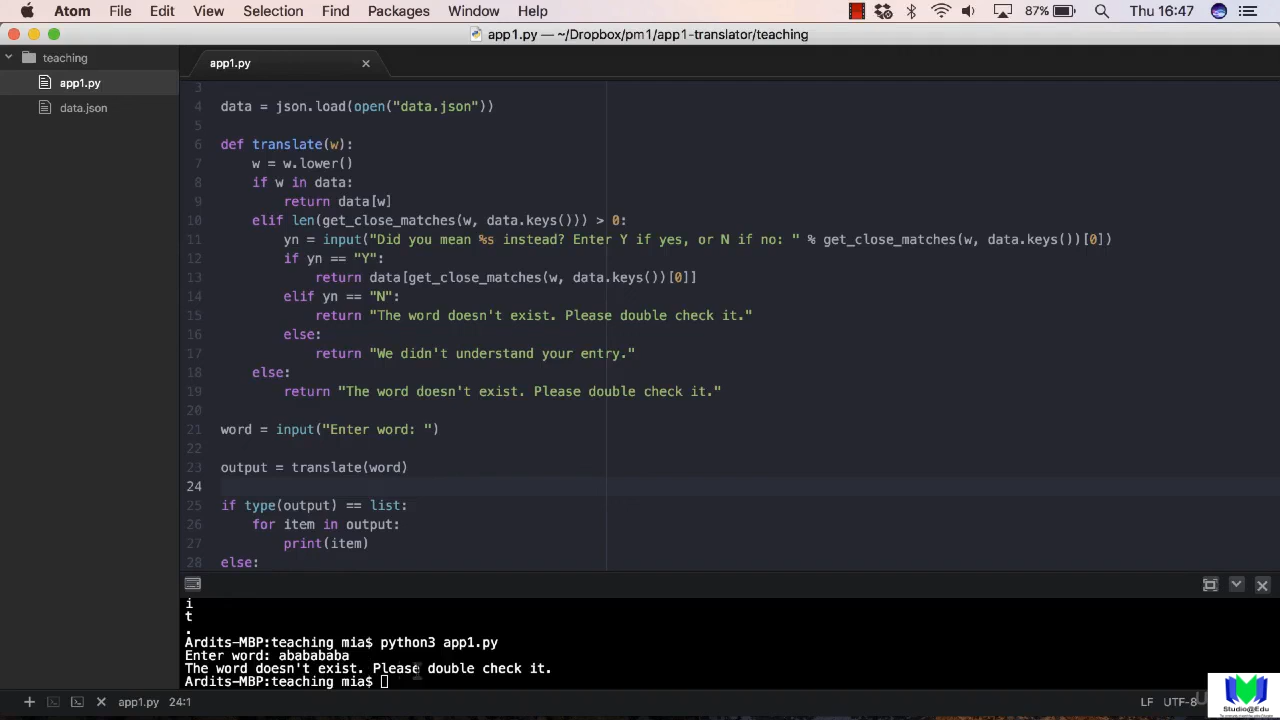 Atom File Edit View Selection Find Packages Window Help 87% Thu 16:47
app1.py — ~/Dropbox/pm1/app1-translator/teaching
teaching
app1.py
data.json
app1.py
3
4 data = json.load(open("data.json"))
5
6 def translate(w):
7     w = w.lower()
8     if w in data:
9         return data[w]
10     elif len(get_close_matches(w, data.keys())) > 0:
11         yn = input("Did you mean %s instead? Enter Y if yes, or N if no: " % get_close_matches(w, data.keys())[0])
12         if yn == "Y":
13             return data[get_close_matches(w, data.keys())[0]]
14         elif yn == "N":
15             return "The word doesn't exist. Please double check it."
16         else:
17             return "We didn't understand your entry."
18     else:
19         return "The word doesn't exist. Please double check it."
20
21 word = input("Enter word: ")
22
23 output = translate(word)
24
25 if type(output) == list:
26     for item in output:
27         print(item)
28 else:
i
t
.
Ardits-MBP:teaching mia$ python3 app1.py
Enter word: ababababa
The word doesn't exist. Please double check it.
Ardits-MBP:teaching mia$
app1.py 24:1 LF UTF-8
Studio@Edu